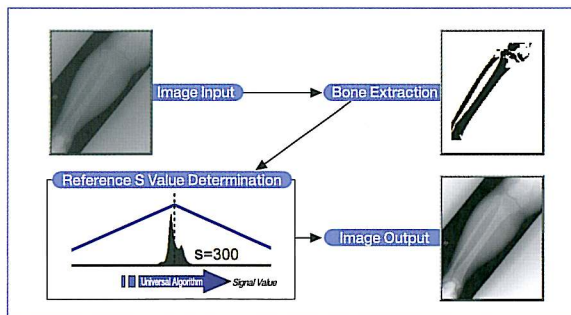 Image Input
Bone Extraction
Reference S Value Determination
s=300
Universal Algorithm
Signal Value
Image Output